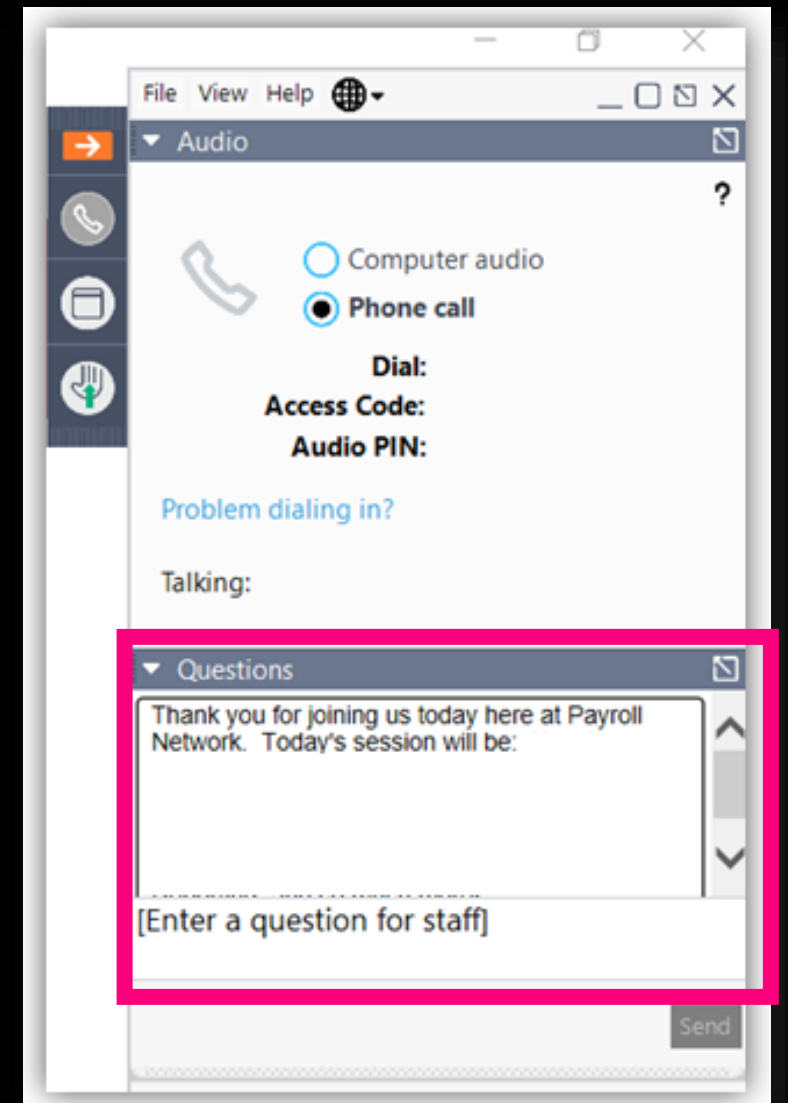 File View Help
Audio
?
Computer audio
Phone call
Dial:
Access Code:
Audio PIN:
Problem dialing in?
Talking:
Questions
Thank you for joining us today here at Payroll
Network. Today's session will be:
[Enter a question for staff]
Send